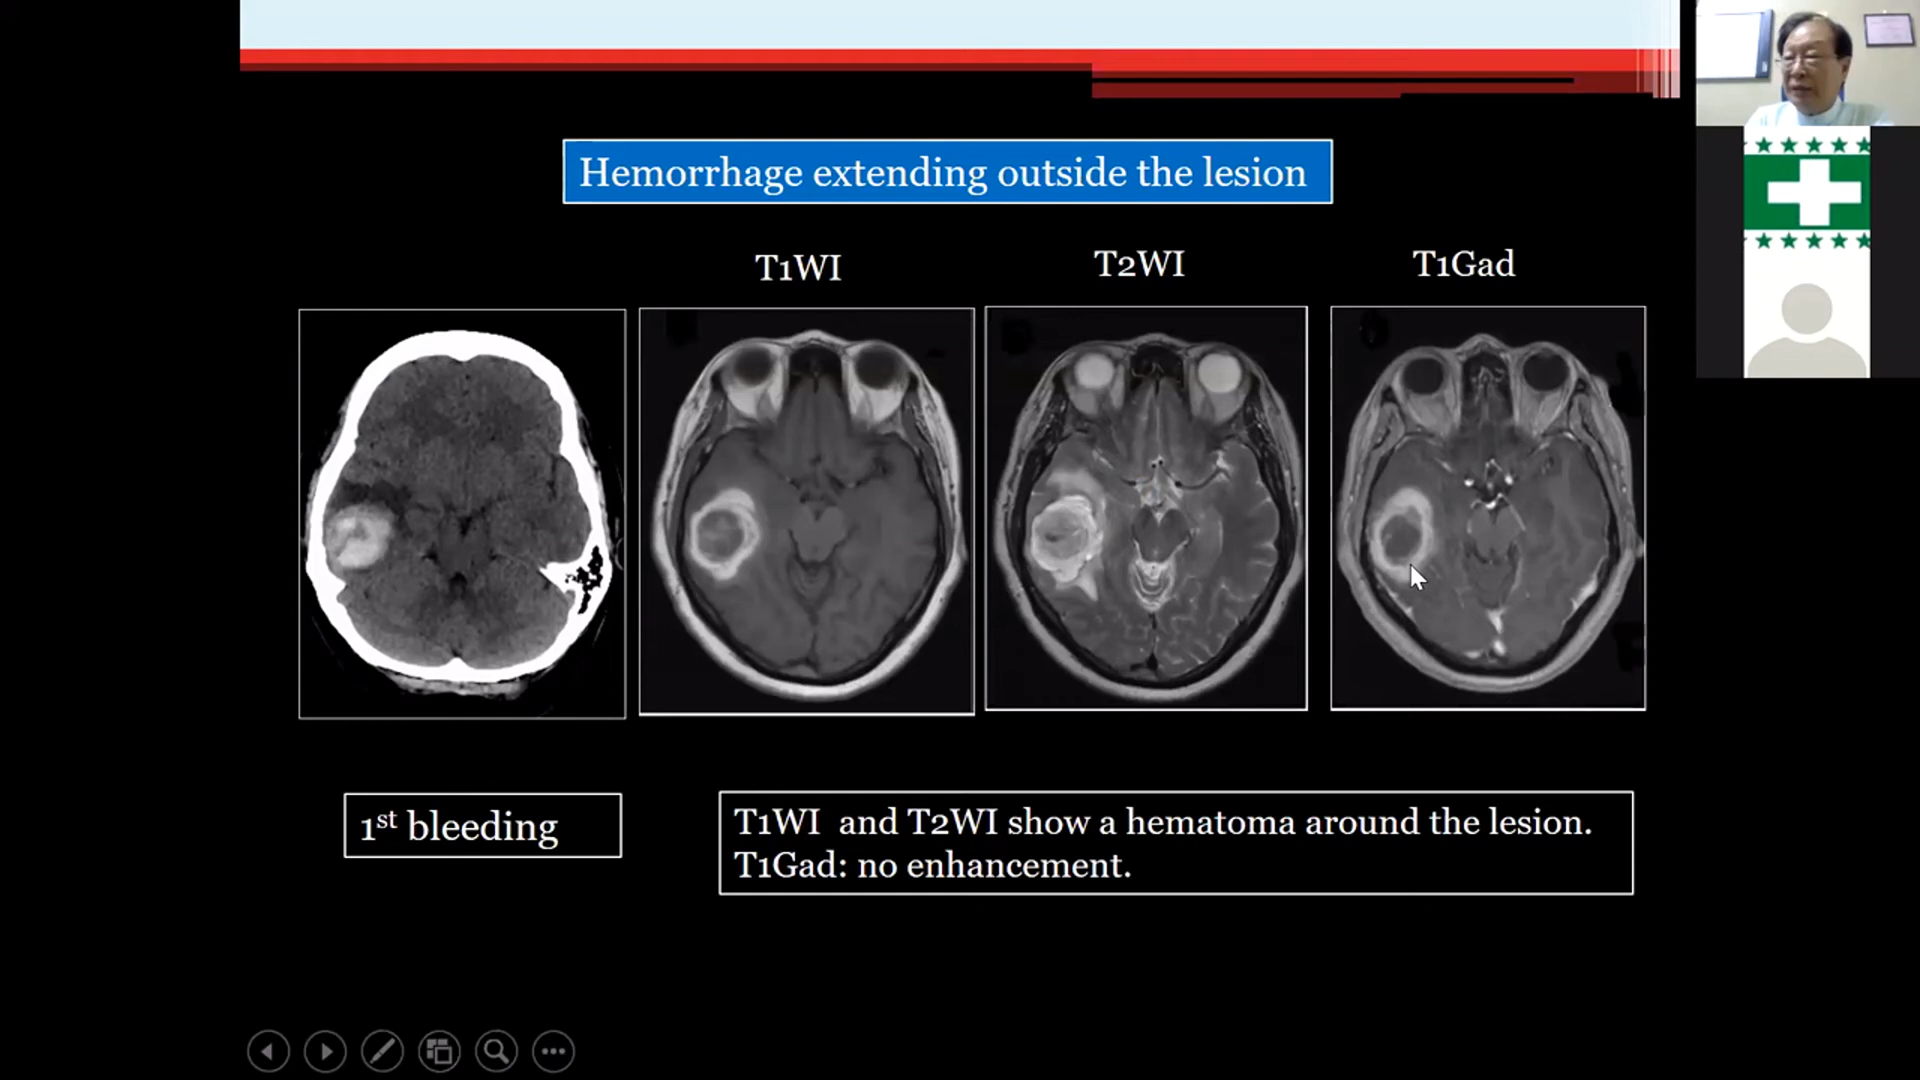 Hemorrhage extending outside the lesion
T1WI
T2WI
T1Gad
1st bleeding
T1WI and T2WI show a hematoma around the lesion.
T1Gad: no enhancement.